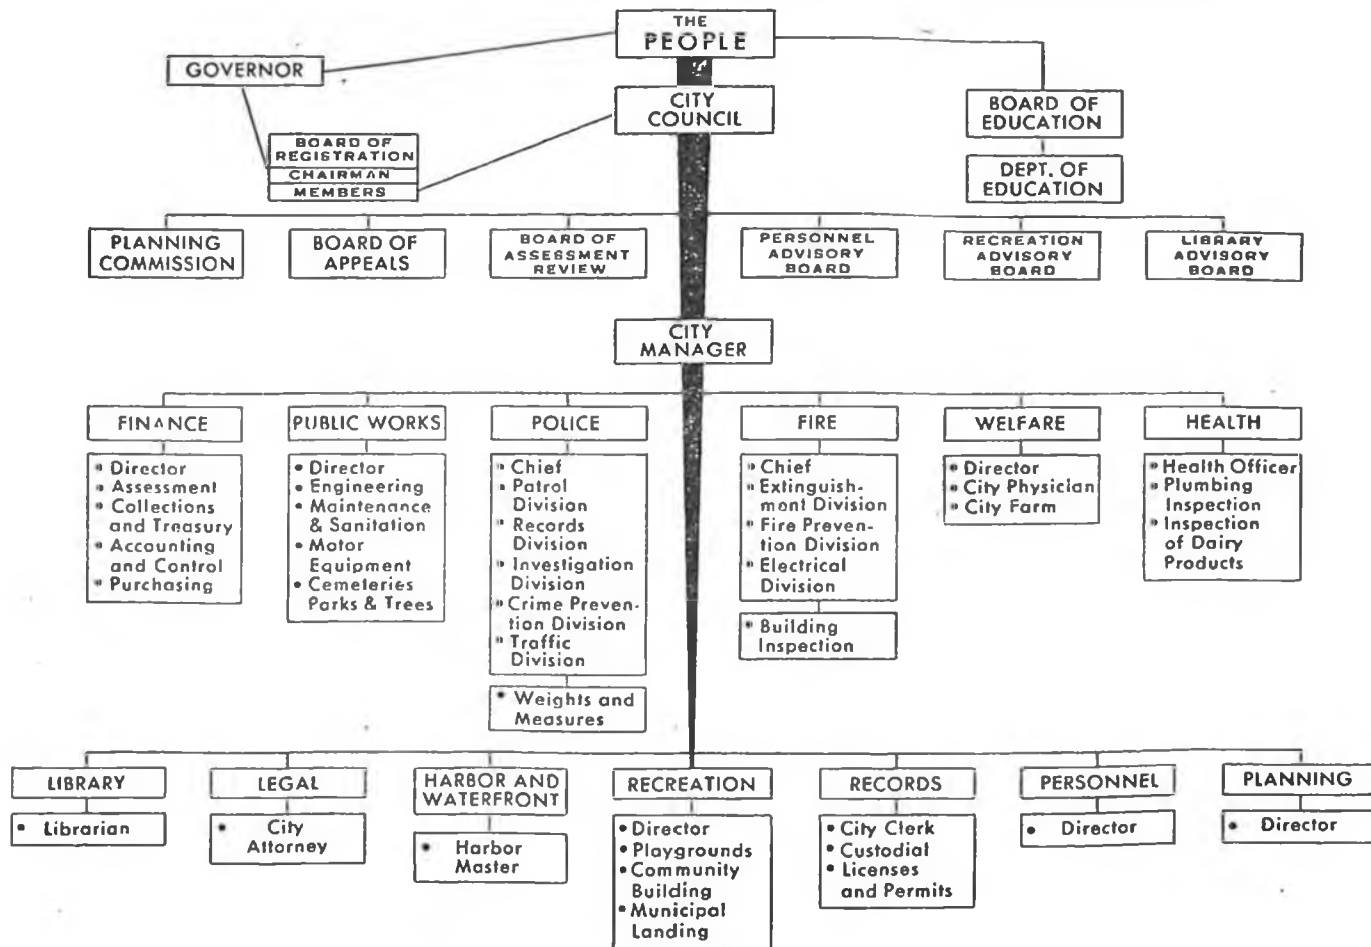 THE
PEOPLE
GOVERNOR
CITY
COUNCIL
BOARD OF
EDUCATION
BOARD OF
REGISTRATION
CHAIRMAN
MEMBERS
DEPT. OF
EDUCATION
PLANNING
COMMISSION
BOARD OF
APPEALS
BOARD OF
ASSESSMENT
REVIEW
PERSONNEL
ADVISORY
BOARD
RECREATION
ADVISORY
BOARD
LIBRARY
ADVISORY
BOARD
CITY
MANAGER
FINANCE
• Director
• Assessment
• Collections
and Treasury
• Accounting
and Control
• Purchasing
PUBLIC WORKS
• Director
• Engineering
• Maintenance
& Sanitation
• Motor
Equipment
• Cemeteries
Parks & Trees
POLICE
• Chief
• Patrol
Division
• Records
Division
• Investigation
Division
• Crime Preven-
tion Division
• Traffic
Division
• Weights and
Measures
FIRE
• Chief
• Extinguish-
mont Division
• Fire Preven-
tion Division
• Electrical
Division
• Building
Inspection
WELFARE
• Director
• City Physician
• City Farm
HEALTH
• Health Officer
• Plumbing
Inspection
• Inspection
of Dairy
Products
LIBRARY
• Librarian
LEGAL
• City
Attorney
HARBOR AND
WATERFRONT
• Harbor
Master
RECREATION
• Director
• Playgrounds
• Community
Building
• Municipal
Landing
RECORDS
• City Clerk
• Custodial
• Licenses
and Permits
PERSONNEL
• Director
PLANNING
• Director